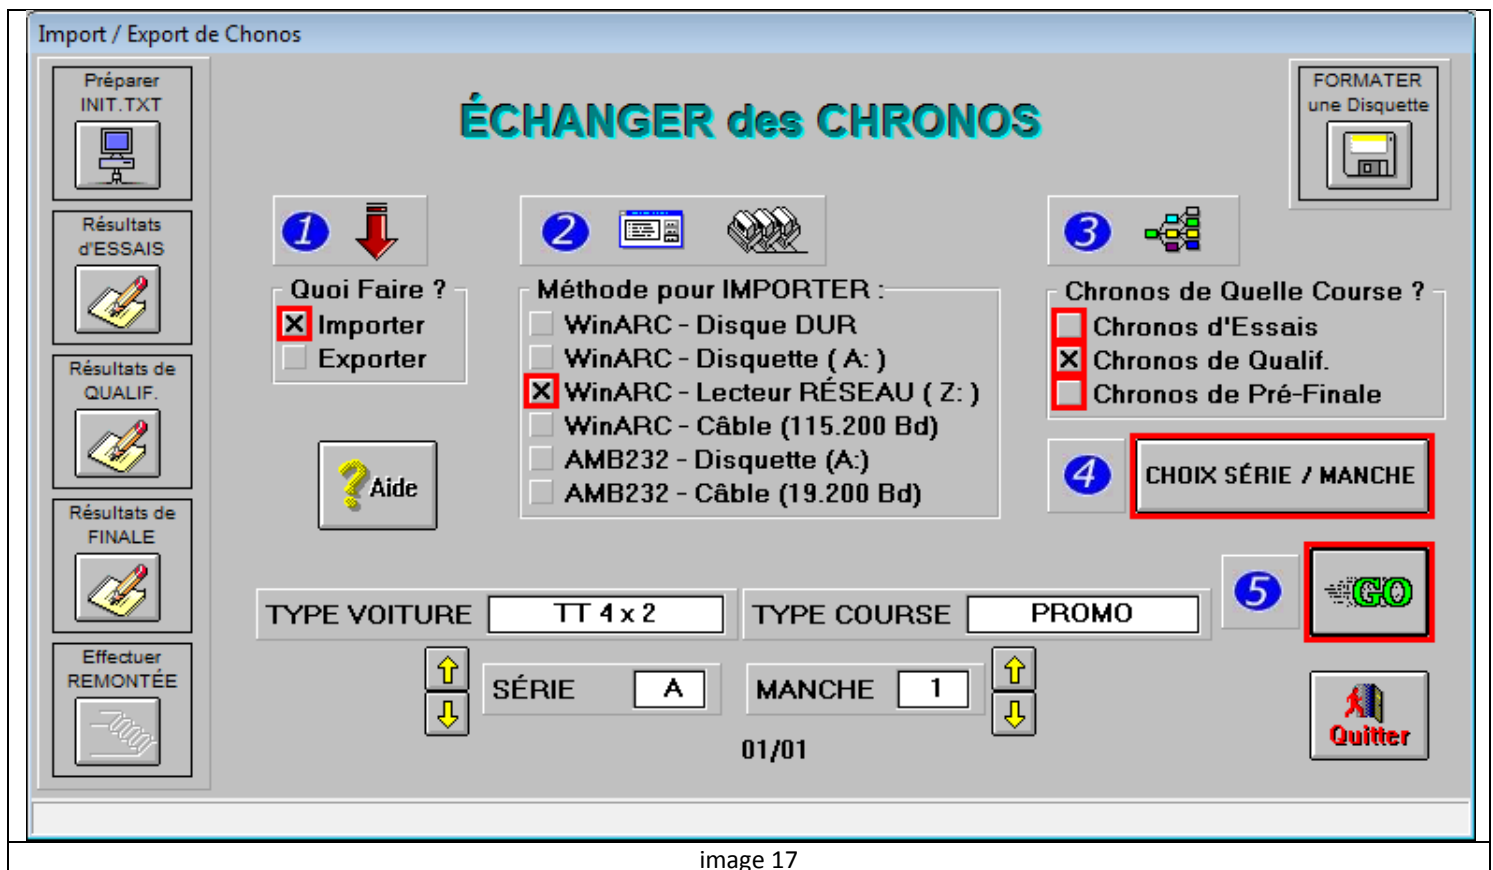 Import / Export de Chonos
Préparer
INIT.TXT
Résultats
d'ESSAIS
Résultats de
QUALIF.
Résultats de
FINALE
Effectuer
REMONTÉE
ÉCHANGER des CHRONOS
FORMATER
une Disquette
1
Quoi Faire ?
Importer
Exporter
Aide
2
Méthode pour IMPORTER :
WinARC - Disque DUR
WinARC - Disquette ( A: )
WinARC - Lecteur RÉSEAU ( Z: )
WinARC - Câble (115.200 Bd)
AMB232 - Disquette (A:)
AMB232 - Câble (19.200 Bd)
3
Chronos de Quelle Course ?
Chronos d'Essais
Chronos de Qualif.
Chronos de Pré-Finale
4
CHOIX SÉRIE / MANCHE
5
GO
TYPE VOITURE TT 4 x 2
TYPE COURSE PROMO
SÉRIE A
MANCHE 1
01/01
Quitter
image 17